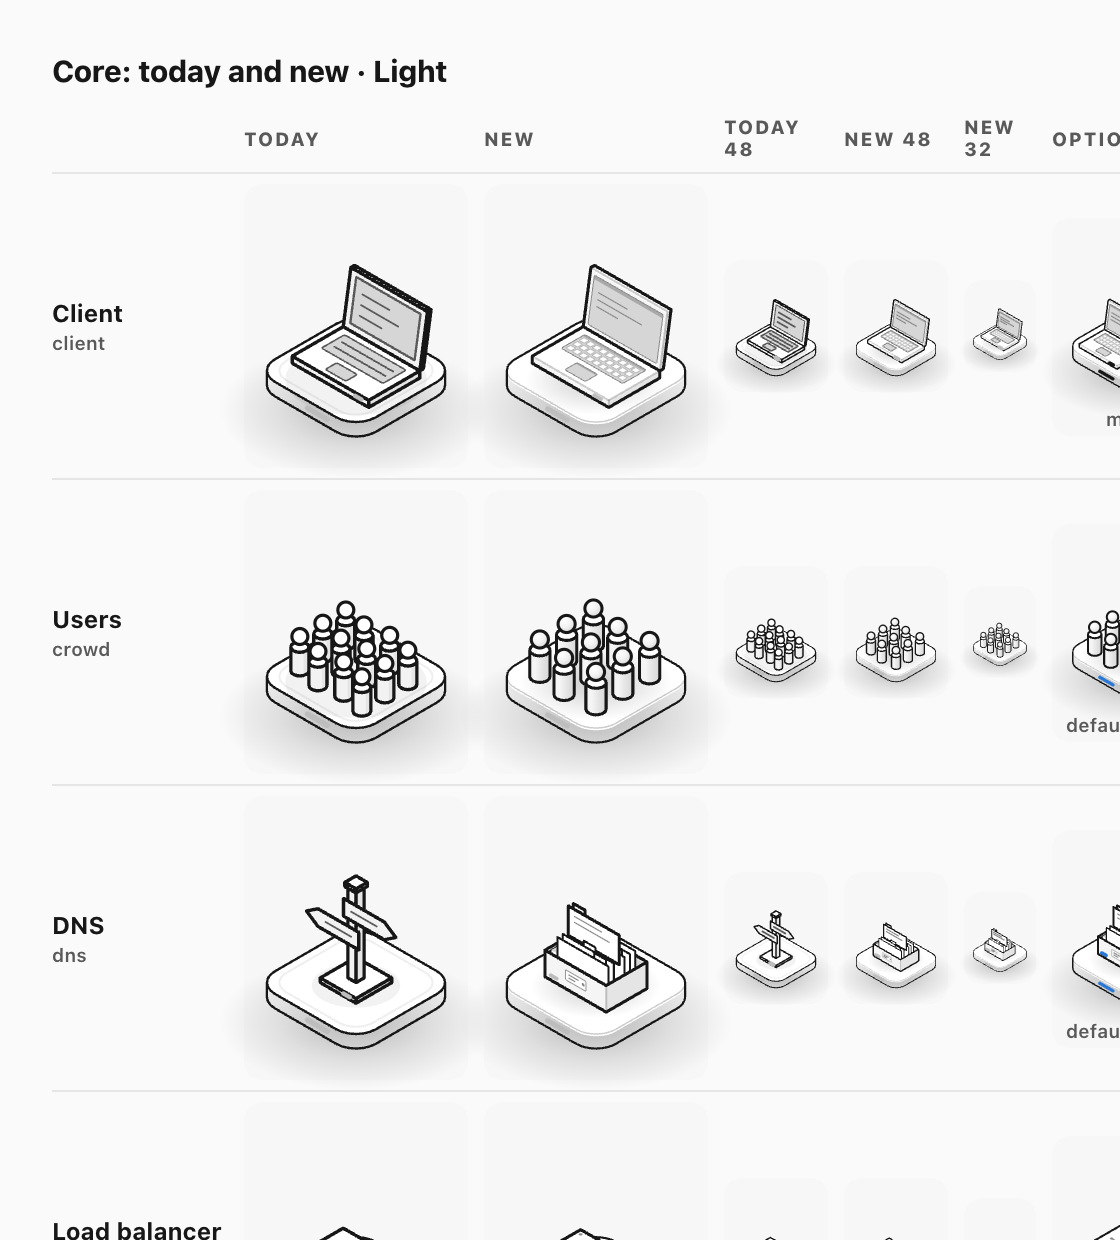 Core: today and new · Light
TODAY
NEW
TODAY
48
NEW 48
NEW
32
Client
client
Users
crowd
DNS
dns
Load balancer